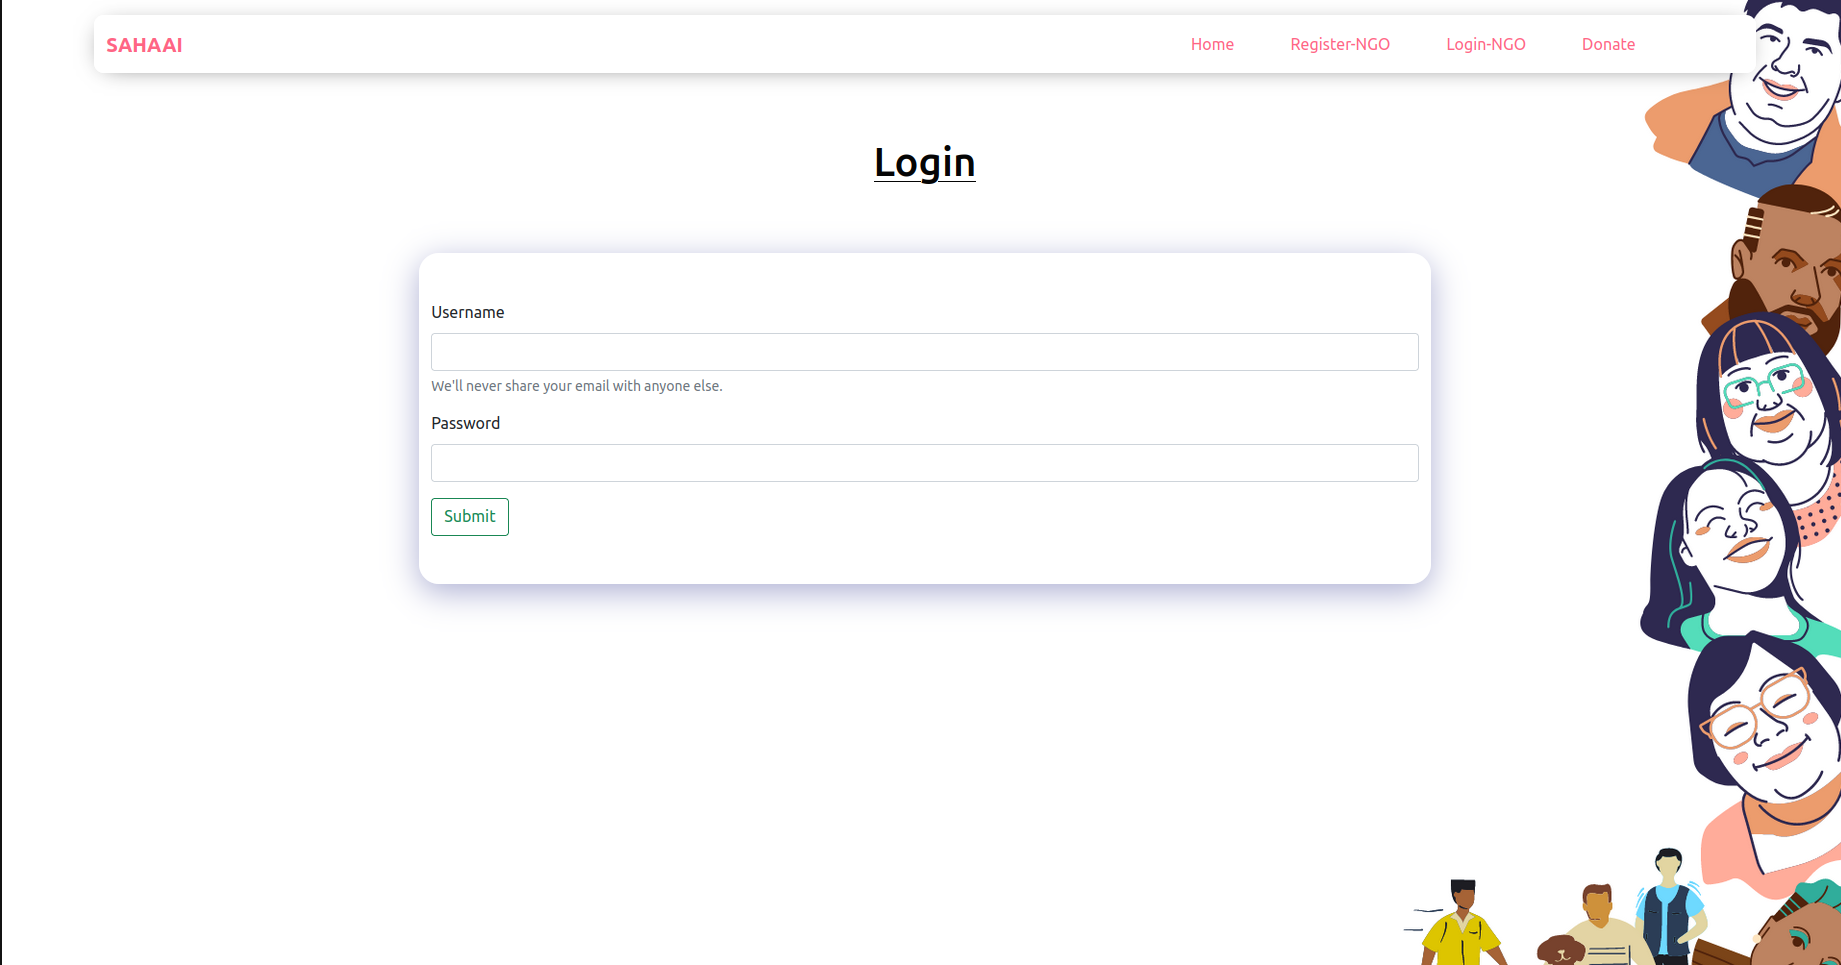 SAHAAI Home Register-NGO Login-NGO Donate
Login
Username
We'll never share your email with anyone else.
Password
Submit